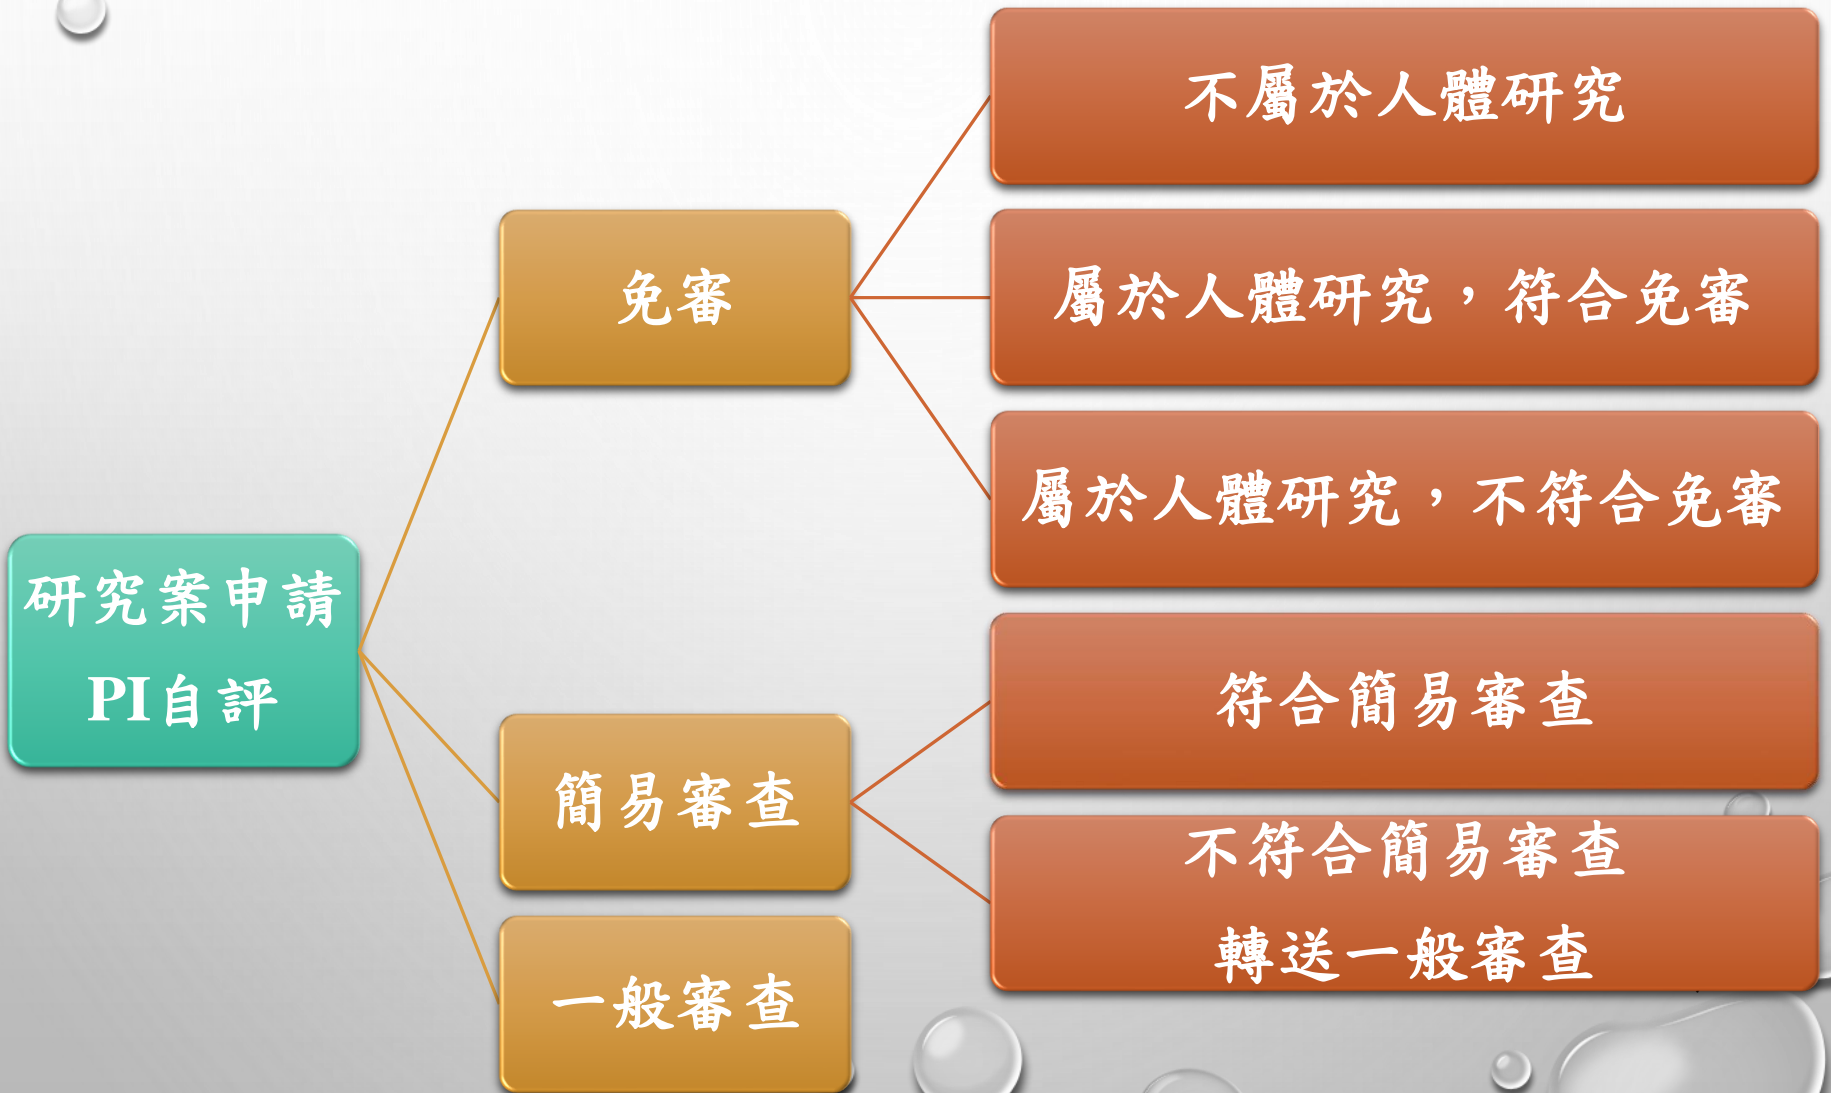 不屬於人體研究
免審
屬於人體研究，符合免審
屬於人體研究，不符合免審
研究案申請
PI自評
簡易審查
符合簡易審查
不符合簡易審查
轉送一般審查
一般審查